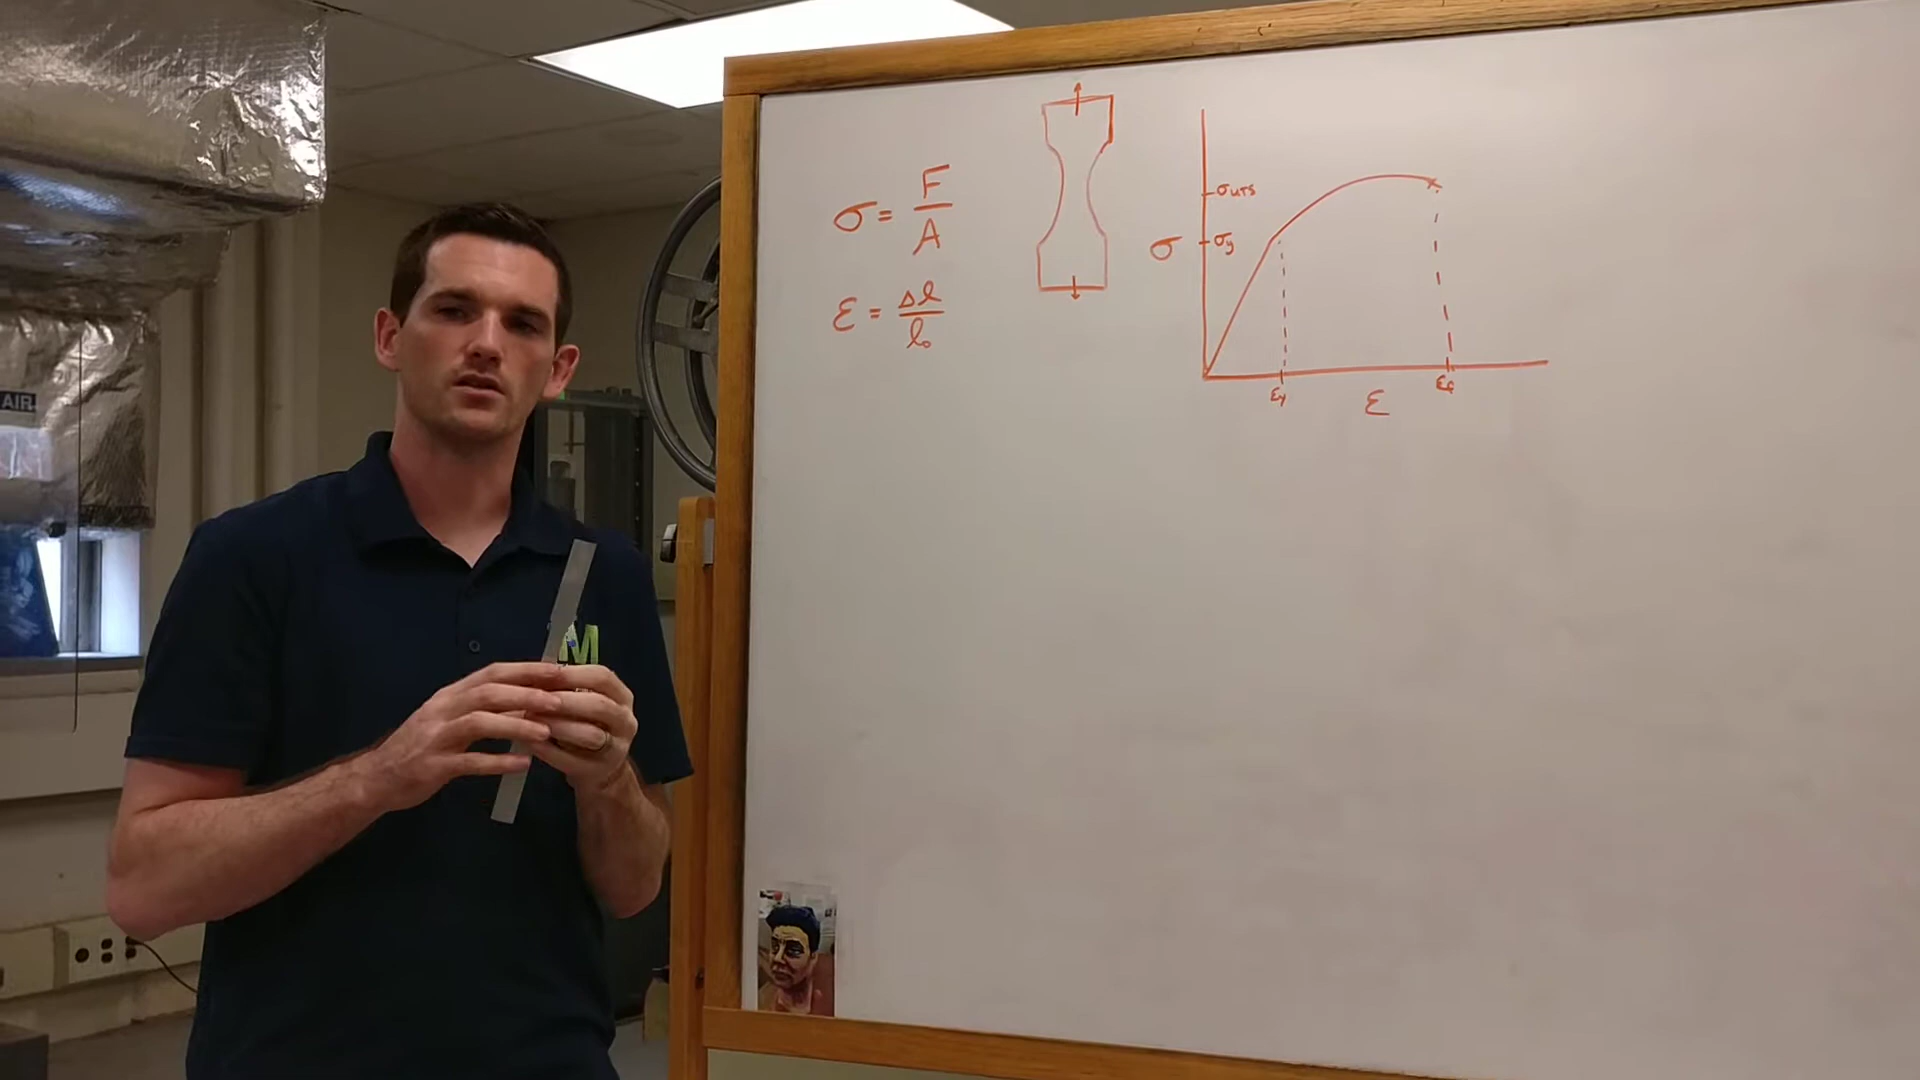 AIR
M
σ = F/A
ε = Δl/l₀
σ
σUTS
σy
εy
ε
εf